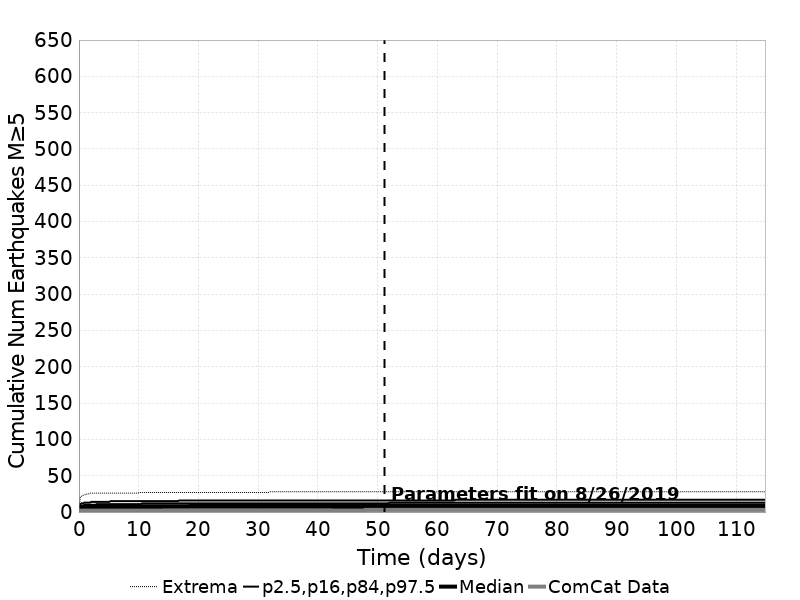 Cumulative Num Earthquakes M≥5
650
600
550
500
450
400
350
300
250
200
150
100
50
0
Parameters fit on 8/26/2019
0 10 20 30 40 50 60 70 80 90 100 110
Time (days)
Extrema p2.5,p16,p84,p97.5 Median ComCat Data